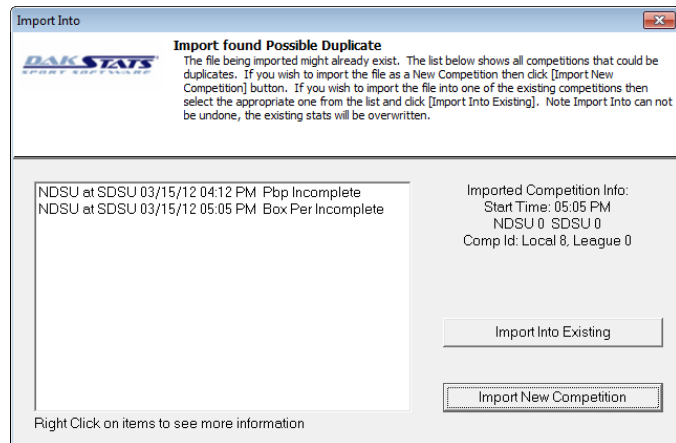 Import Into
DAKSTATS
SPORT SOFTWARE
Import found Possible Duplicate
The file being imported might already exist. The list below shows all competitions that could be
duplicates. If you wish to import the file as a New Competition then click [Import New
Competition] button. If you wish to import the file into one of the existing competitions then
select the appropriate one from the list and click [Import Into Existing]. Note Import Into can not
be undone, the existing stats will be overwritten.
NDSU at SDSU 03/15/12 04:12 PM Pbp Incomplete
NDSU at SDSU 03/15/12 05:05 PM Box Per Incomplete
Imported Competition Info:
Start Time: 05:05 PM
NDSU 0 SDSU 0
Comp Id: Local 8, League 0
Import Into Existing
Import New Competition
Right Click on items to see more information